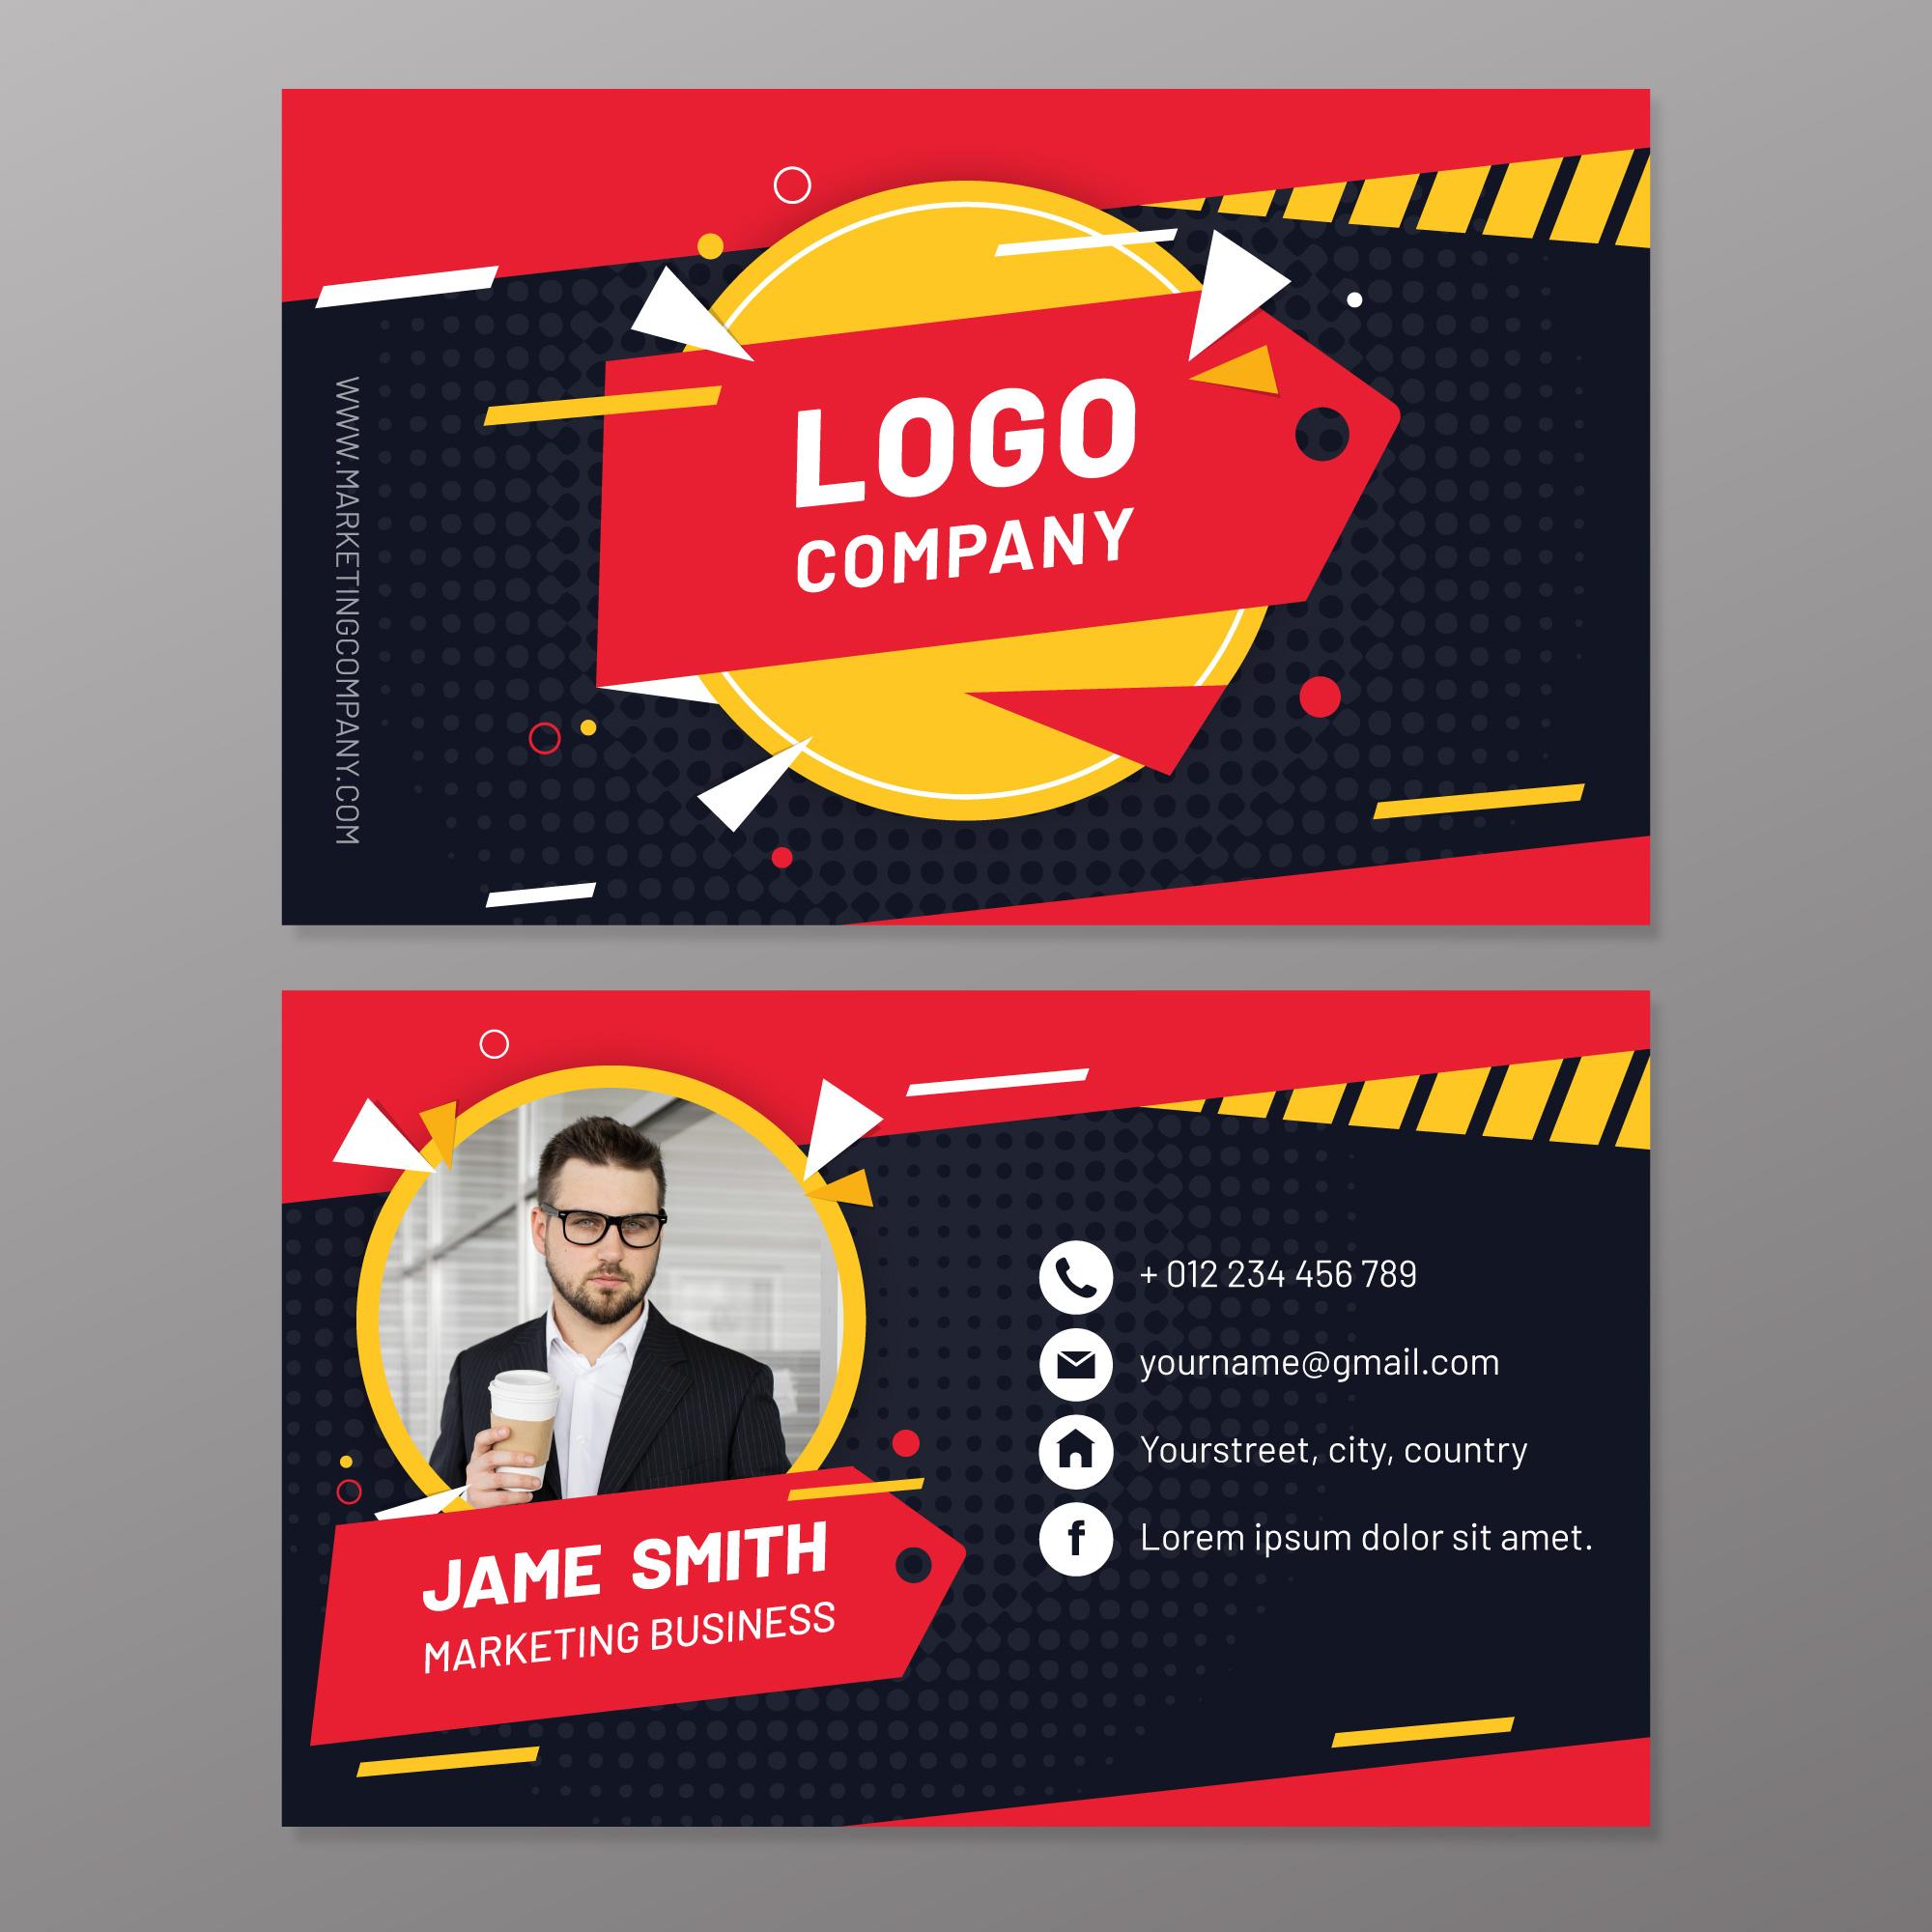 LOGO
COMPANY
WWW.MARKETINGCOMPANY.COM
JAME SMITH
MARKETING BUSINESS
+ 012 234 456 789
yourname@gmail.com
Yourstreet, city, country
f
Lorem ipsum dolor sit amet.